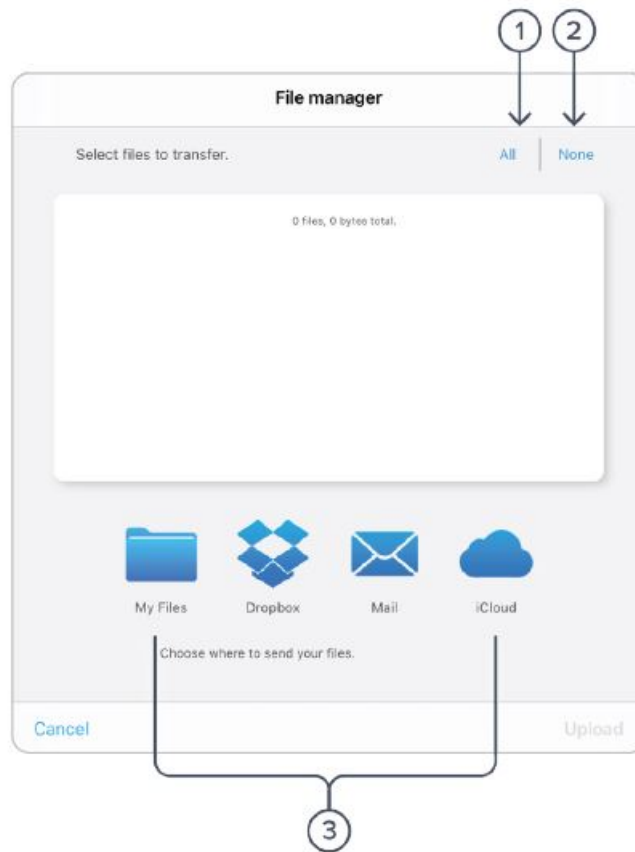 1 2
File manager
Select files to transfer. All None
0 files, 0 bytes total.
My Files Dropbox Mail iCloud
Choose where to send your files.
Cancel Upload
3